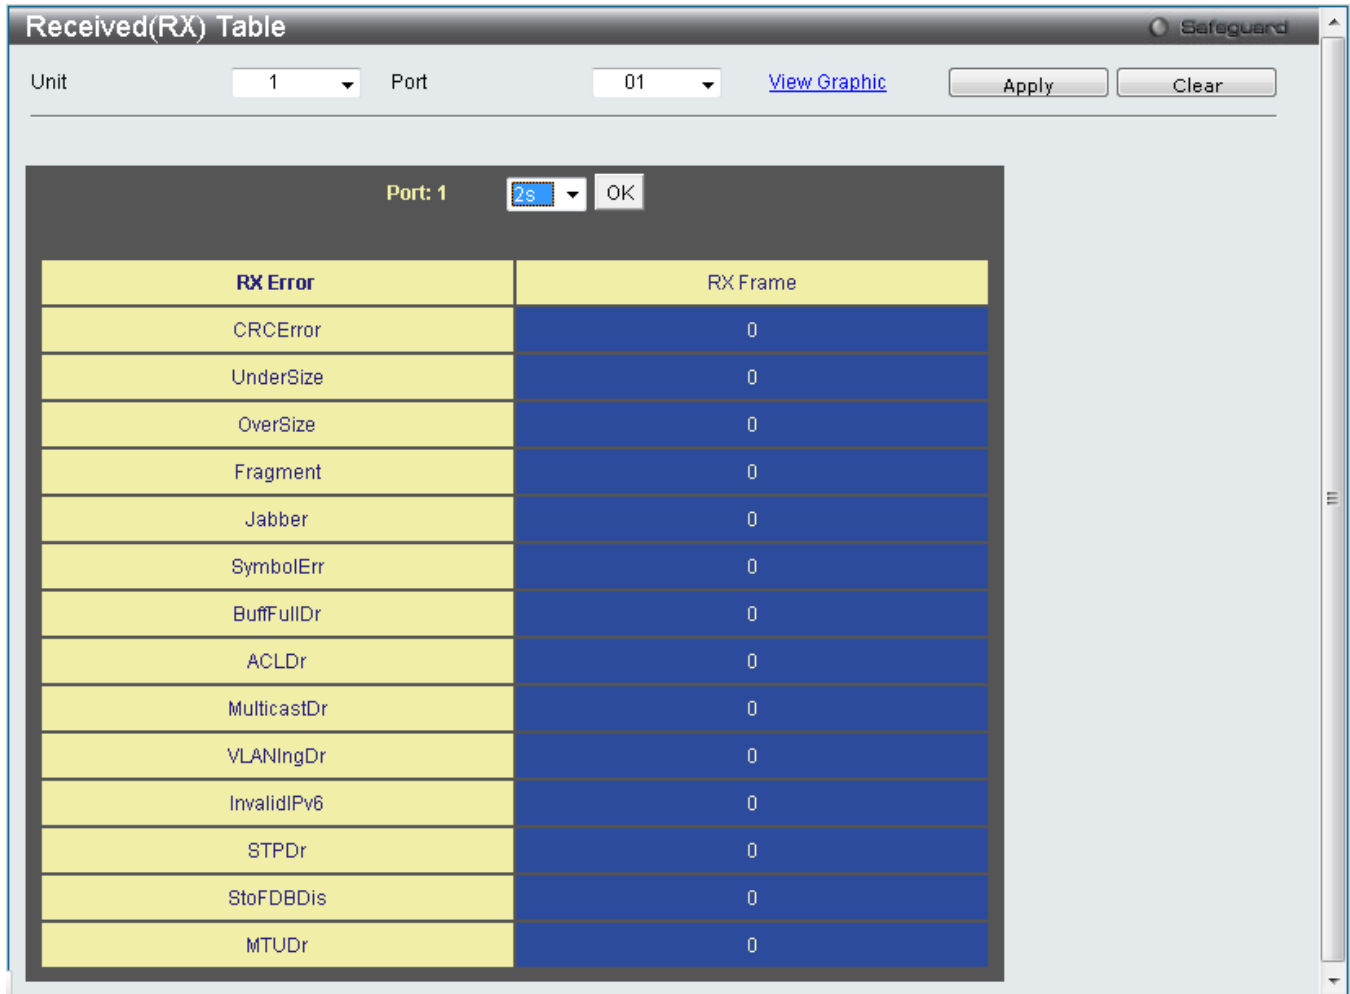 Received(RX) Table Safeguard
Unit 1 Port 01 View Graphic Apply Clear
Port: 1 2s OK
RX Error RX Frame
CRCError 0
UnderSize 0
OverSize 0
Fragment 0
Jabber 0
SymbolErr 0
BuffFullDr 0
ACLDr 0
MulticastDr 0
VLANIngDr 0
InvalidIPv6 0
STPDr 0
StoFDBDis 0
MTUDr 0